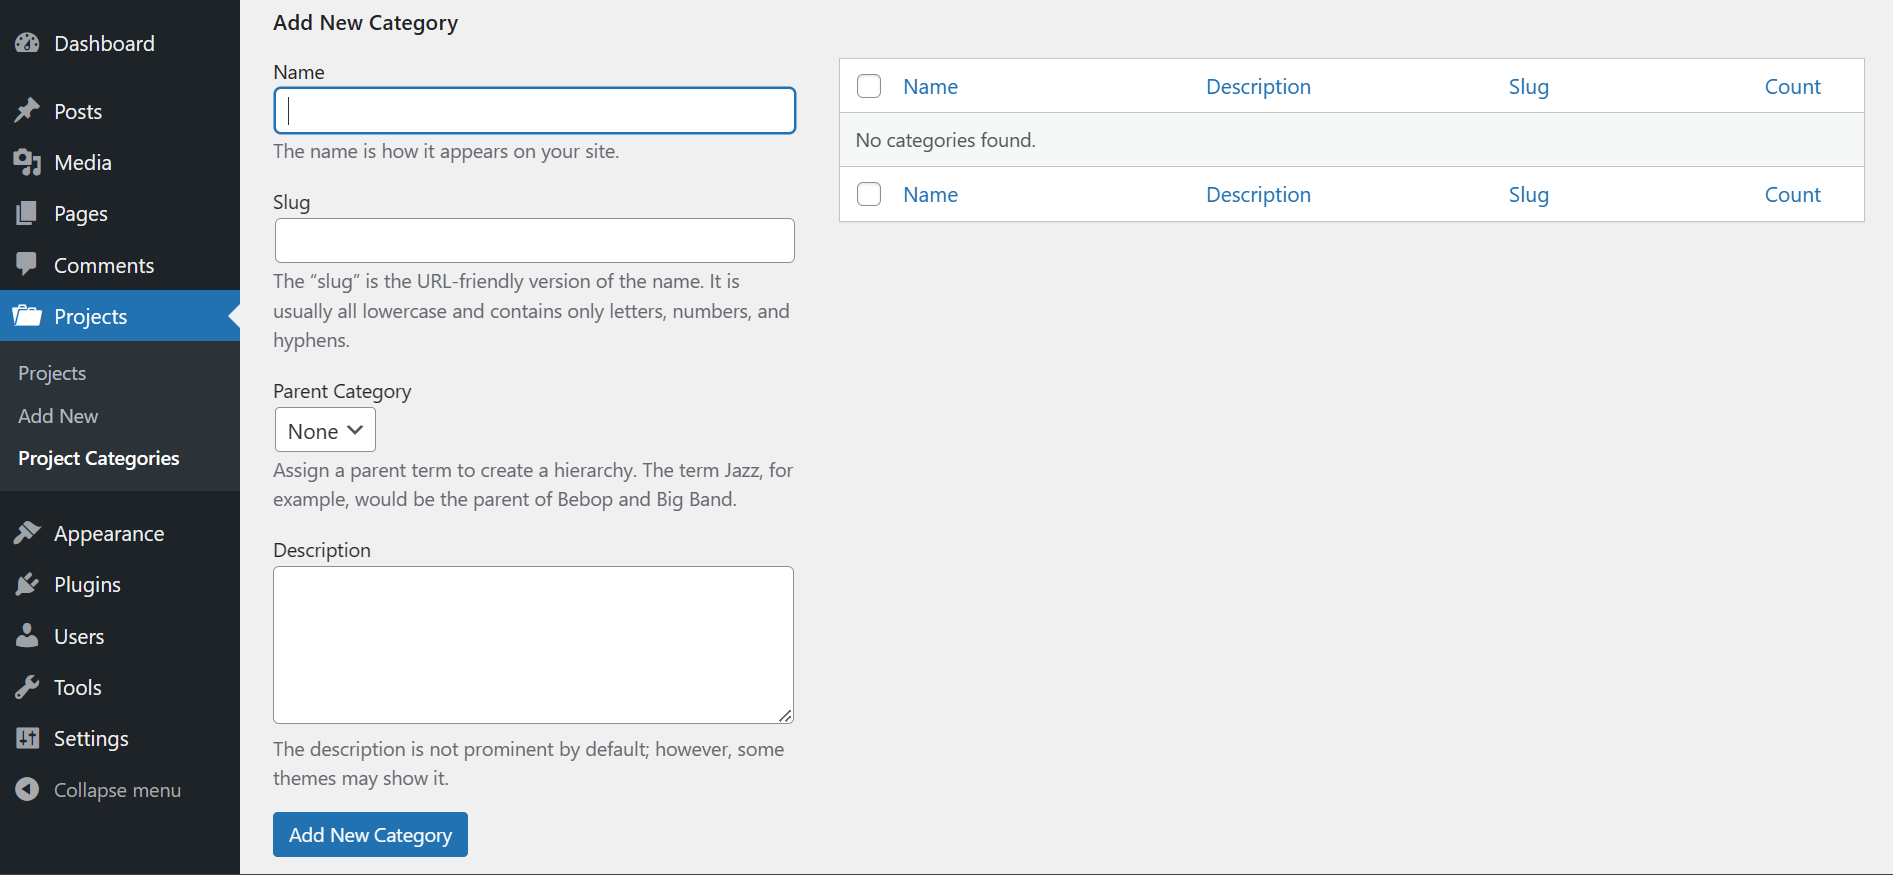 Dashboard
Posts
Media
Pages
Comments
Projects
Projects
Add New
Project Categories
Appearance
Plugins
Users
Tools
Settings
Collapse menu
Add New Category
Name
The name is how it appears on your site.
Slug
The “slug” is the URL-friendly version of the name. It is
usually all lowercase and contains only letters, numbers, and
hyphens.
Parent Category
None
Assign a parent term to create a hierarchy. The term Jazz, for
example, would be the parent of Bebop and Big Band.
Description
The description is not prominent by default; however, some
themes may show it.
Add New Category
Name Description Slug Count
No categories found.
Name Description Slug Count